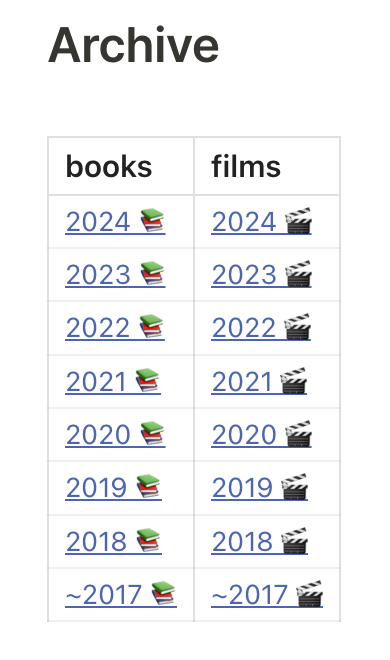 Archive
books films
2024 📚 2024 🎬
2023 📚 2023 🎬
2022 📚 2022 🎬
2021 📚 2021 🎬
2020 📚 2020 🎬
2019 📚 2019 🎬
2018 📚 2018 🎬
~2017 📚 ~2017 🎬